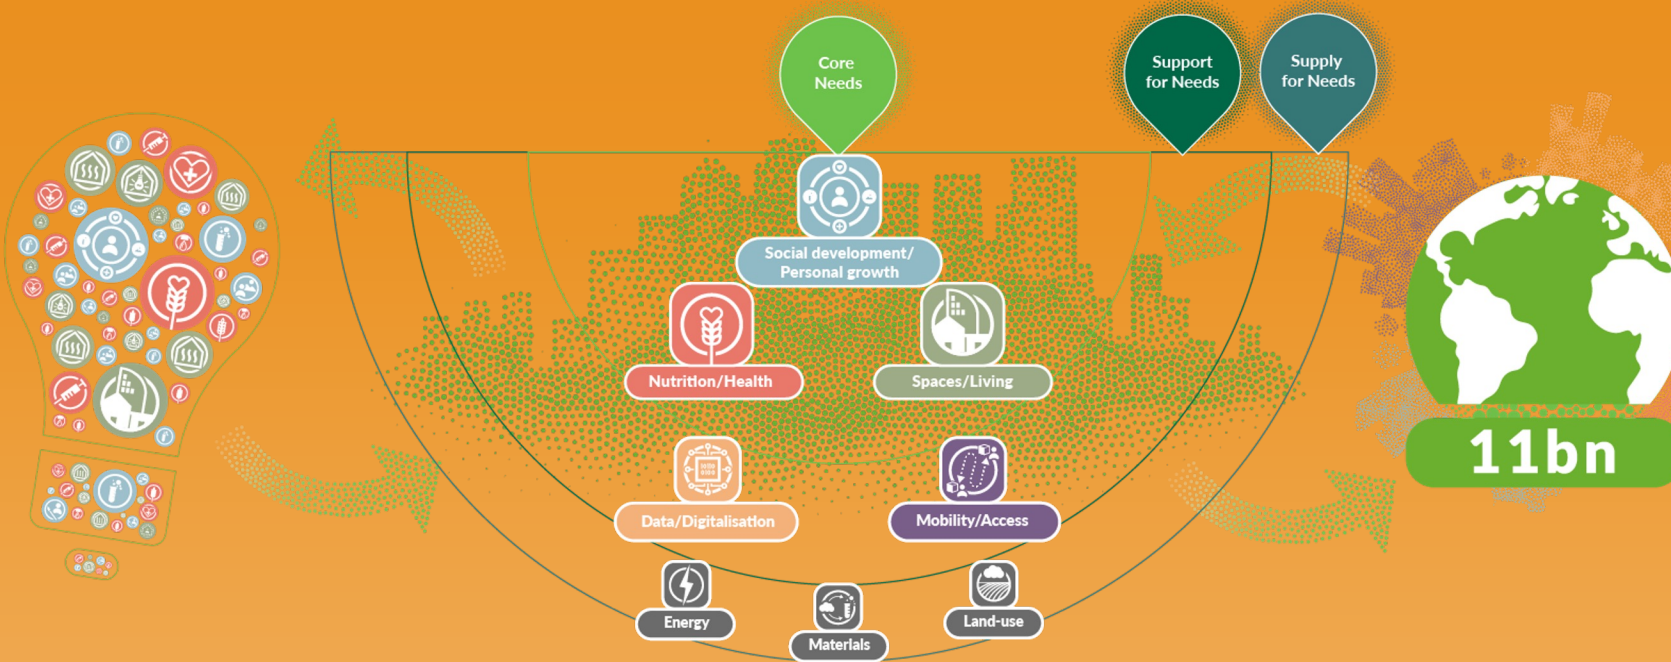 Core
Needs
Support
for Needs
Supply
for Needs
Social development/
Personal growth
Nutrition/Health
Spaces/Living
11bn
Data/Digitalisation
Mobility/Access
Energy
Land-use
Materials